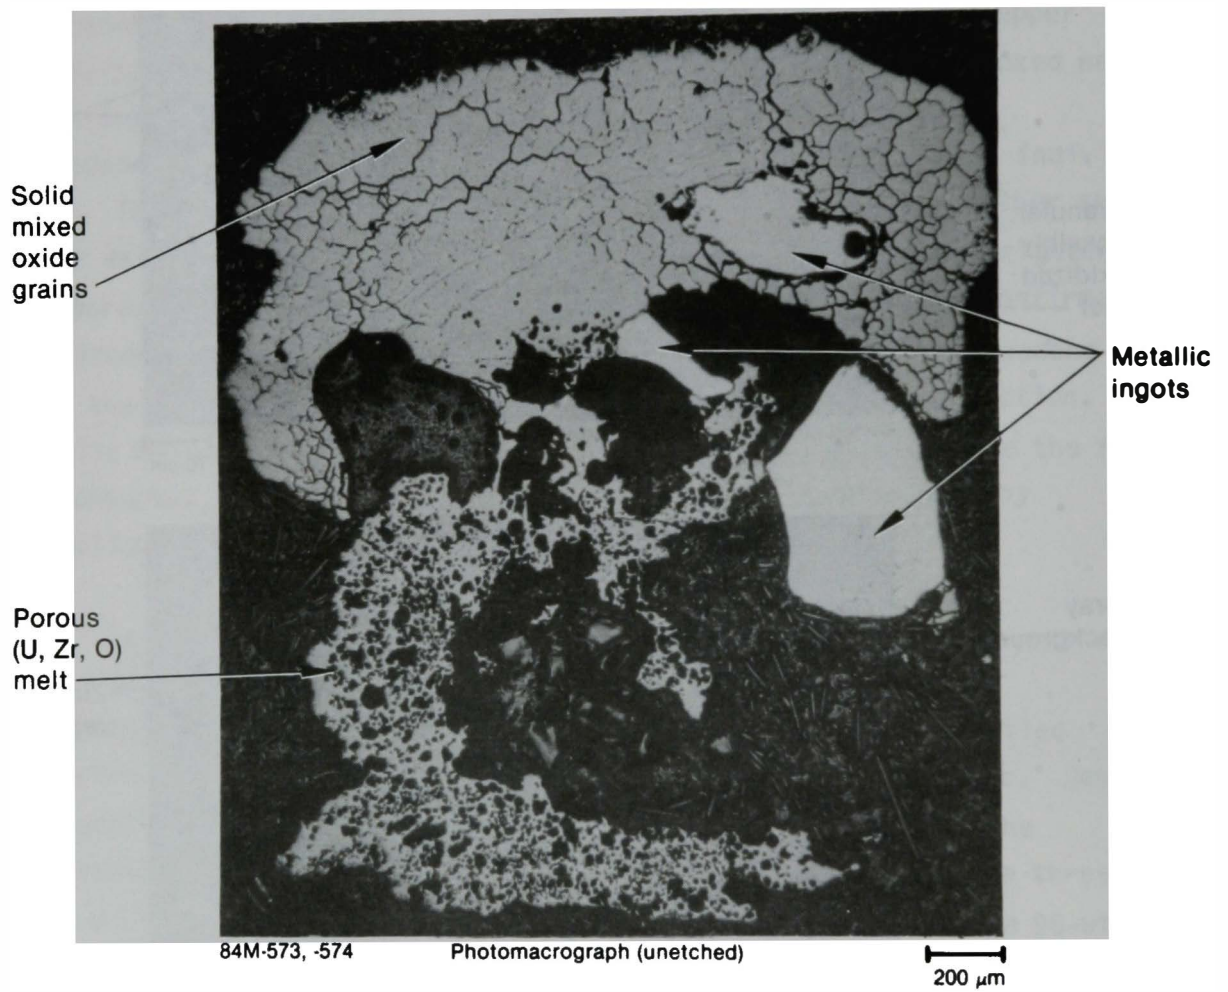 Solid
mixed
oxide
grains
Metallic
ingots
Porous
(U, Zr, O)
melt
84M-573, -574
Photomacrograph (unetched)
200 μm